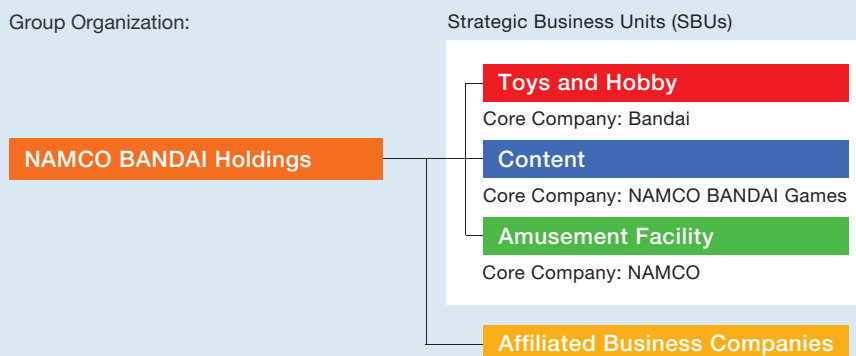 Group Organization:
Strategic Business Units (SBUs)
Toys and Hobby
Core Company: Bandai
NAMCO BANDAI Holdings
Content
Core Company: NAMCO BANDAI Games
Amusement Facility
Core Company: NAMCO
Affiliated Business Companies